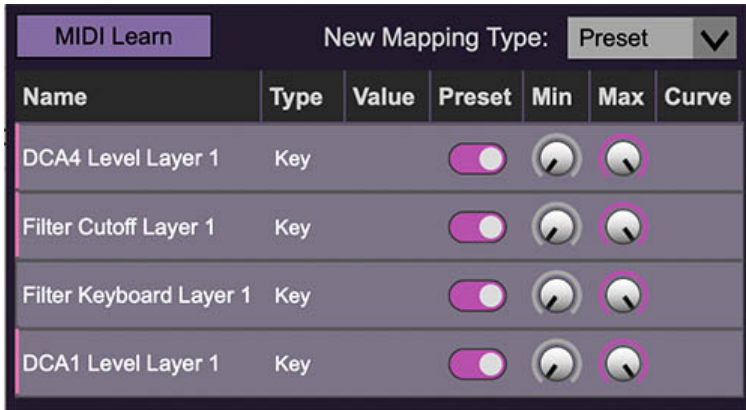 MIDI Learn New Mapping Type: Preset
Name Type Value Preset Min Max Curve
DCA4 Level Layer 1 Key
Filter Cutoff Layer 1 Key
Filter Keyboard Layer 1 Key
DCA1 Level Layer 1 Key